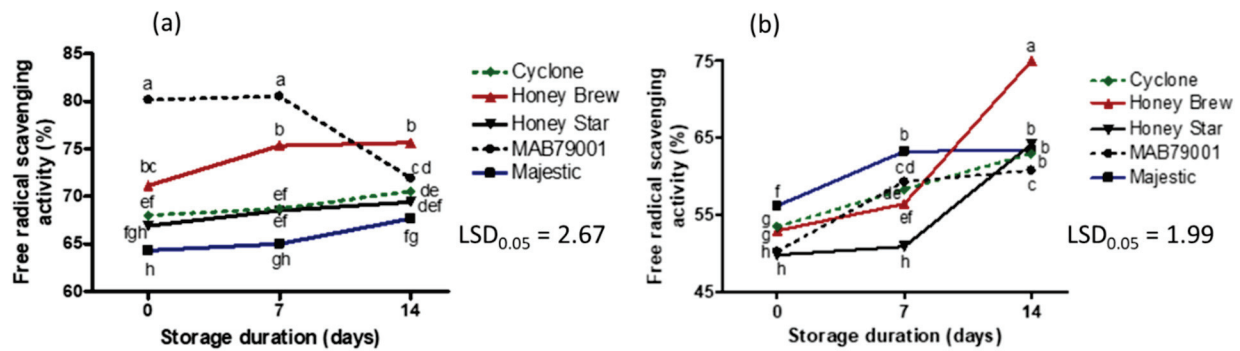 (a)
Free radical scavenging
activity (%)
85
80
75
70
65
60
a
a
b
b
bc
cd
ef
ef
de
fgh
ef
def
h
gh
fg
0
7
14
Storage duration (days)
Cyclone
Honey Brew
Honey Star
MAB79001
Majestic
LSD0.05 = 2.67
(b)
Free radical scavenging
activity (%)
75
65
55
45
a
b
b
b
b
cd
de
c
f
ef
g
g
h
h
h
0
7
14
Storage duration (days)
Cyclone
Honey Brew
Honey Star
MAB79001
Majestic
LSD0.05 = 1.99